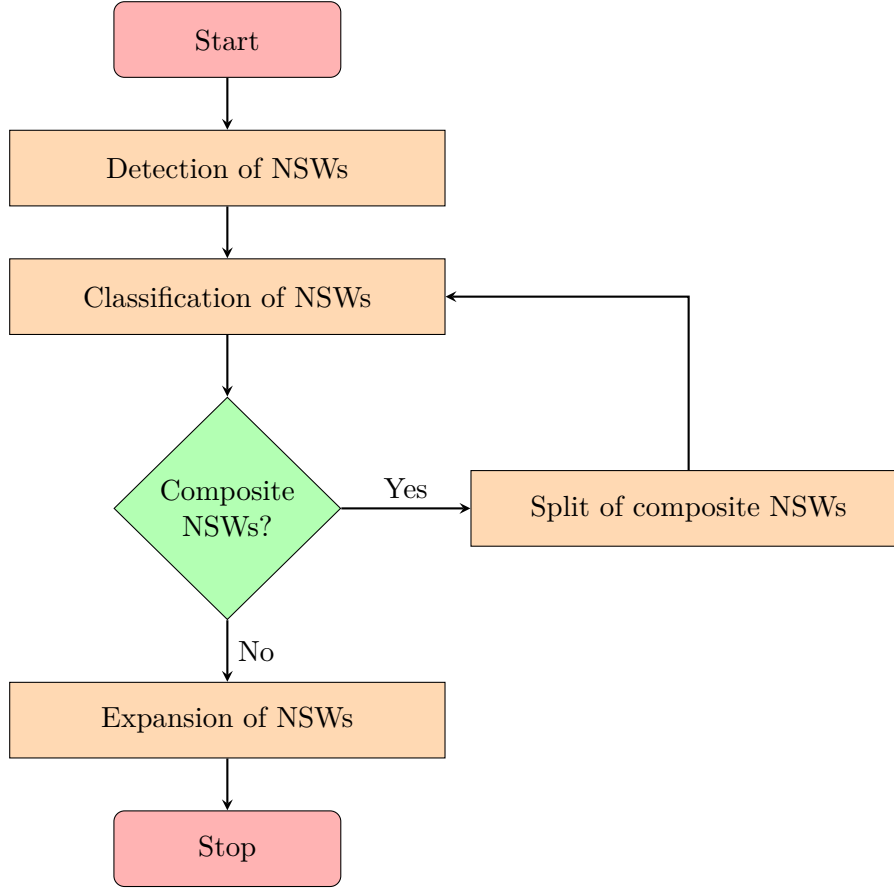 Start
Detection of NSWs
Classification of NSWs
Composite
NSWs?
Yes
Split of composite NSWs
No
Expansion of NSWs
Stop